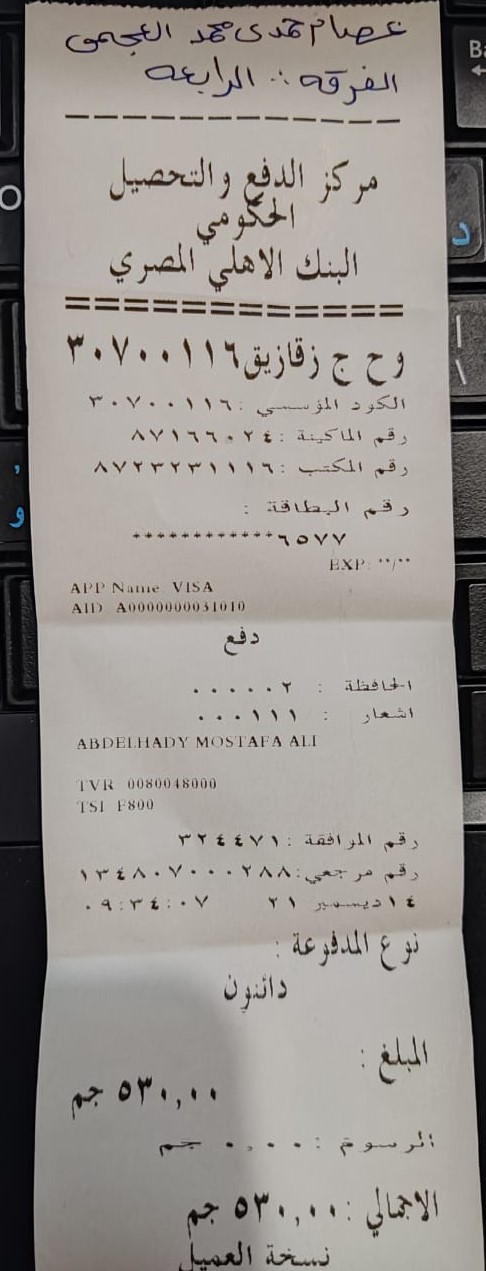 عصام حمدى محمد العجمى
الفرقه : الرابعه
مركز الدفع والتحصيل
الحكومي
البنك الاهلي المصري
وح ج زقازيق٣٠٧٠٠١١٦
الكود المؤسسي :٣٠٧٠٠١١٦
رقم الماكينة :٨٧١٦٦٠٢٤
رقم المكتب :٨٧٢٣٢٣١١١٦
رقم البطاقة :
************٦٥٧٧
EXP: **/**
APP Name VISA
AID A0000000031010
دفع
الحافظة : ٠٠٠٠٠٢
اشعار : ٠٠٠١١١
ABDELHADY MOSTAFA ALI
TVR 0080048000
TSI F800
رقم الموافقة :٣٢٤٤٧١
رقم مرجعي:١٣٤٨٠٧٠٠٠٢٨٨
١٤ ديسمبر ٢١ ٠٩:٣٤:٠٧
نوع المدفوعة :
دائنون
المبلغ :
٥٣٠,٠٠ جم
الرسوم :٠,٠٠ جم
الاجمالي :٥٣٠,٠٠ جم
نسخة العميل